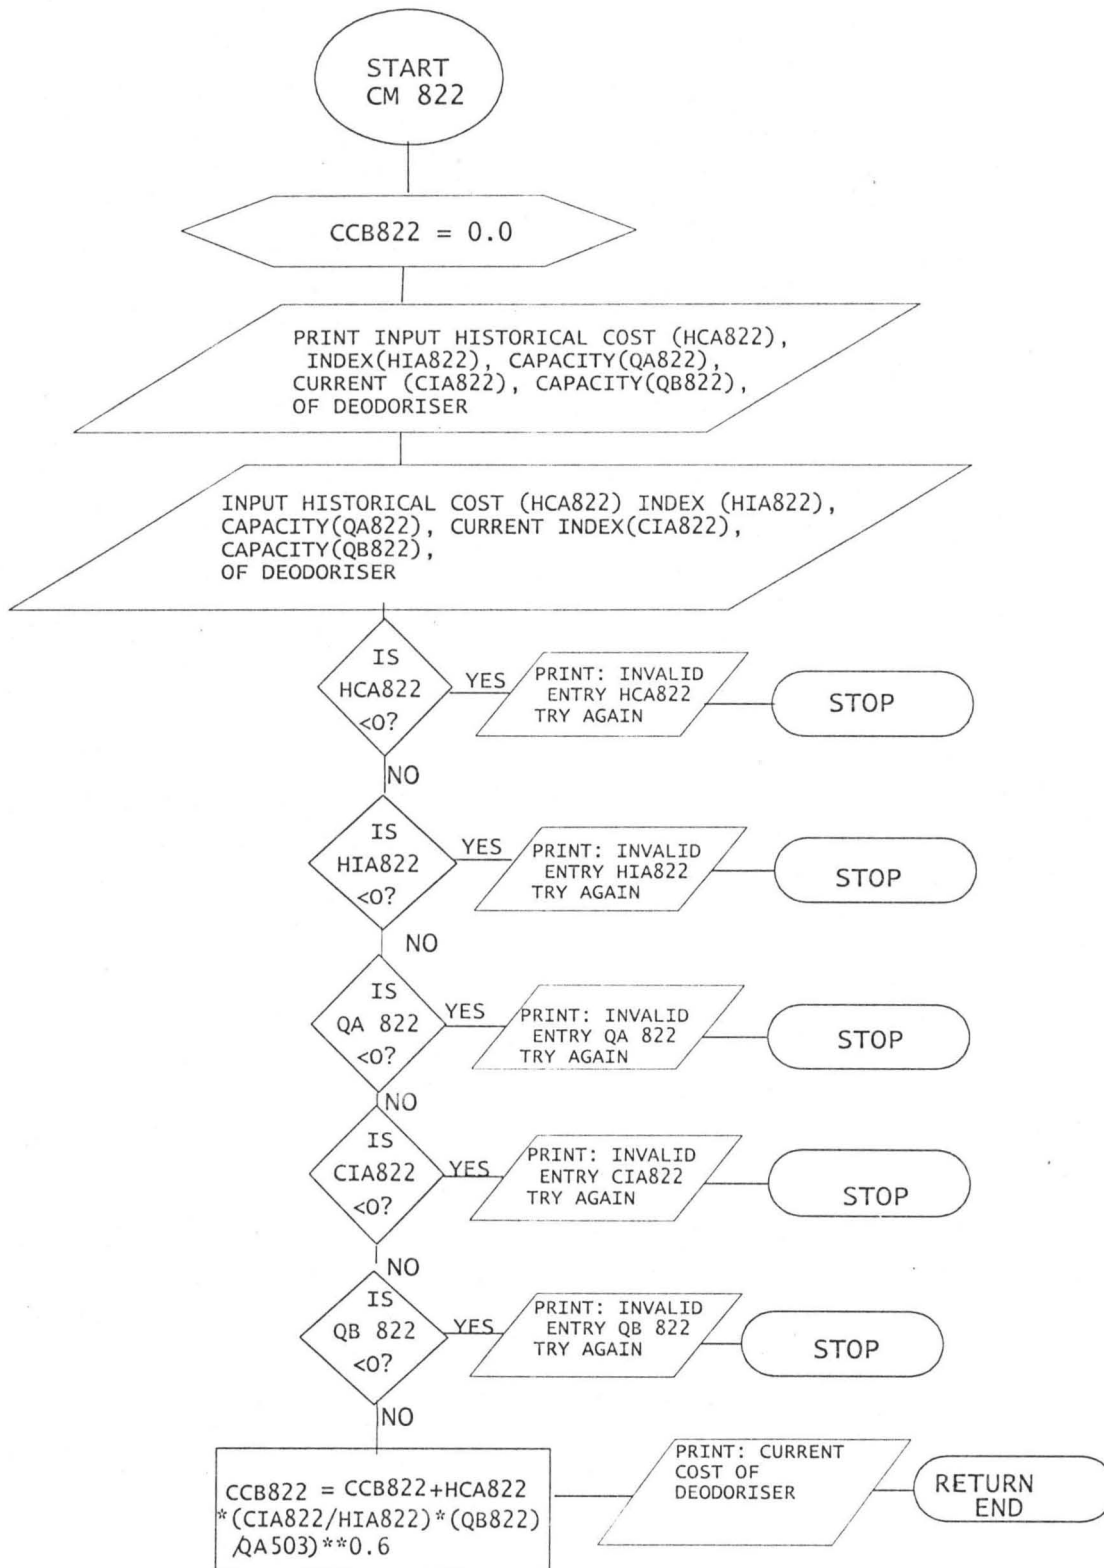 START
CM 822
CCB822 = 0.0
PRINT INPUT HISTORICAL COST (HCA822),
INDEX(HIA822), CAPACITY(QA822),
CURRENT (CIA822), CAPACITY(QB822),
OF DEODORISER
INPUT HISTORICAL COST (HCA822) INDEX (HIA822),
CAPACITY(QA822), CURRENT INDEX(CIA822),
CAPACITY(QB822),
OF DEODORISER
IS
HCA822
<0?
YES
PRINT: INVALID
ENTRY HCA822
TRY AGAIN
STOP
NO
IS
HIA822
<0?
YES
PRINT: INVALID
ENTRY HIA822
TRY AGAIN
STOP
NO
IS
QA 822
<0?
YES
PRINT: INVALID
ENTRY QA 822
TRY AGAIN
STOP
NO
IS
CIA822
<0?
YES
PRINT: INVALID
ENTRY CIA822
TRY AGAIN
STOP
NO
IS
QB 822
<0?
YES
PRINT: INVALID
ENTRY QB 822
TRY AGAIN
STOP
NO
CCB822 = CCB822+HCA822
*(CIA822/HIA822)*(QB822)
/QA503)**0.6
PRINT: CURRENT
COST OF
DEODORISER
RETURN
END